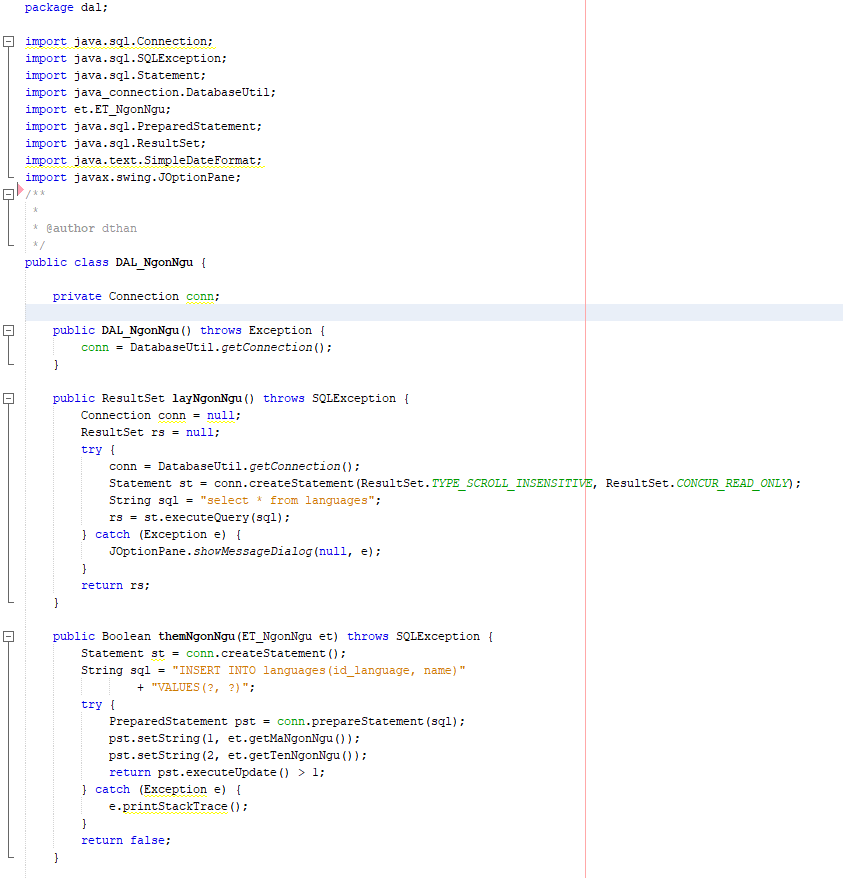 package dal;
import java.sql.Connection;
import java.sql.SQLException;
import java.sql.Statement;
import java_connection.DatabaseUtil;
import et.ET_NgonNgu;
import java.sql.PreparedStatement;
import java.sql.ResultSet;
import java.text.SimpleDateFormat;
import javax.swing.JOptionPane;
/**
 *
 * @author dthan
 */
public class DAL_NgonNgu {
    private Connection conn;
    public DAL_NgonNgu() throws Exception {
        conn = DatabaseUtil.getConnection();
    }
    public ResultSet layNgonNgu() throws SQLException {
        Connection conn = null;
        ResultSet rs = null;
        try {
            conn = DatabaseUtil.getConnection();
            Statement st = conn.createStatement(ResultSet.TYPE_SCROLL_INSENSITIVE, ResultSet.CONCUR_READ_ONLY);
            String sql = "select * from languages";
            rs = st.executeQuery(sql);
        } catch (Exception e) {
            JOptionPane.showMessageDialog(null, e);
        }
        return rs;
    }
    public Boolean themNgonNgu(ET_NgonNgu et) throws SQLException {
        Statement st = conn.createStatement();
        String sql = "INSERT INTO languages(id_language, name)"
                + "VALUES(?, ?)";
        try {
            PreparedStatement pst = conn.prepareStatement(sql);
            pst.setString(1, et.getMaNgonNgu());
            pst.setString(2, et.getTenNgonNgu());
            return pst.executeUpdate() > 1;
        } catch (Exception e) {
            e.printStackTrace();
        }
        return false;
    }